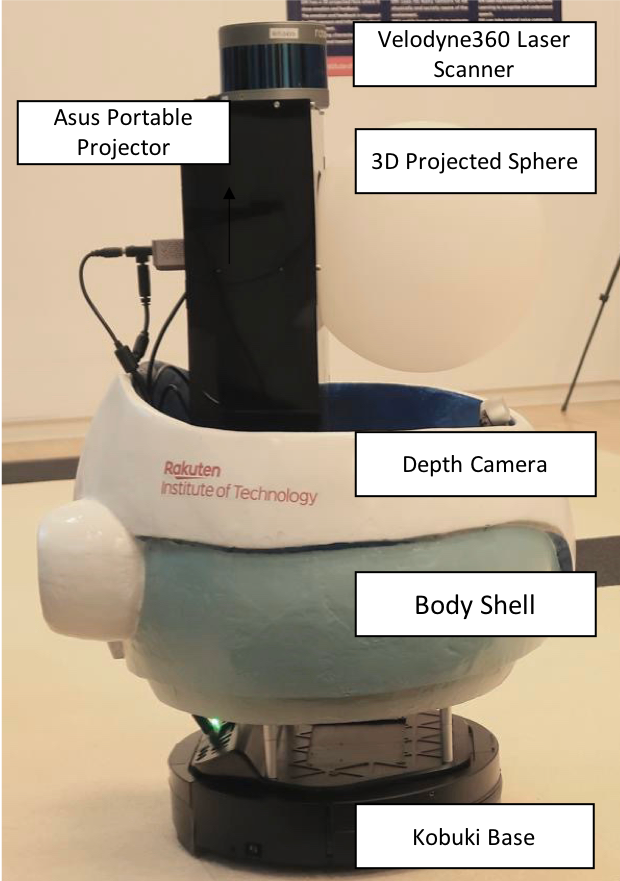 Velodyne360 Laser
Scanner
Asus Portable
Projector
3D Projected Sphere
Rakuten
Institute of Technology
Depth Camera
Body Shell
Kobuki Base